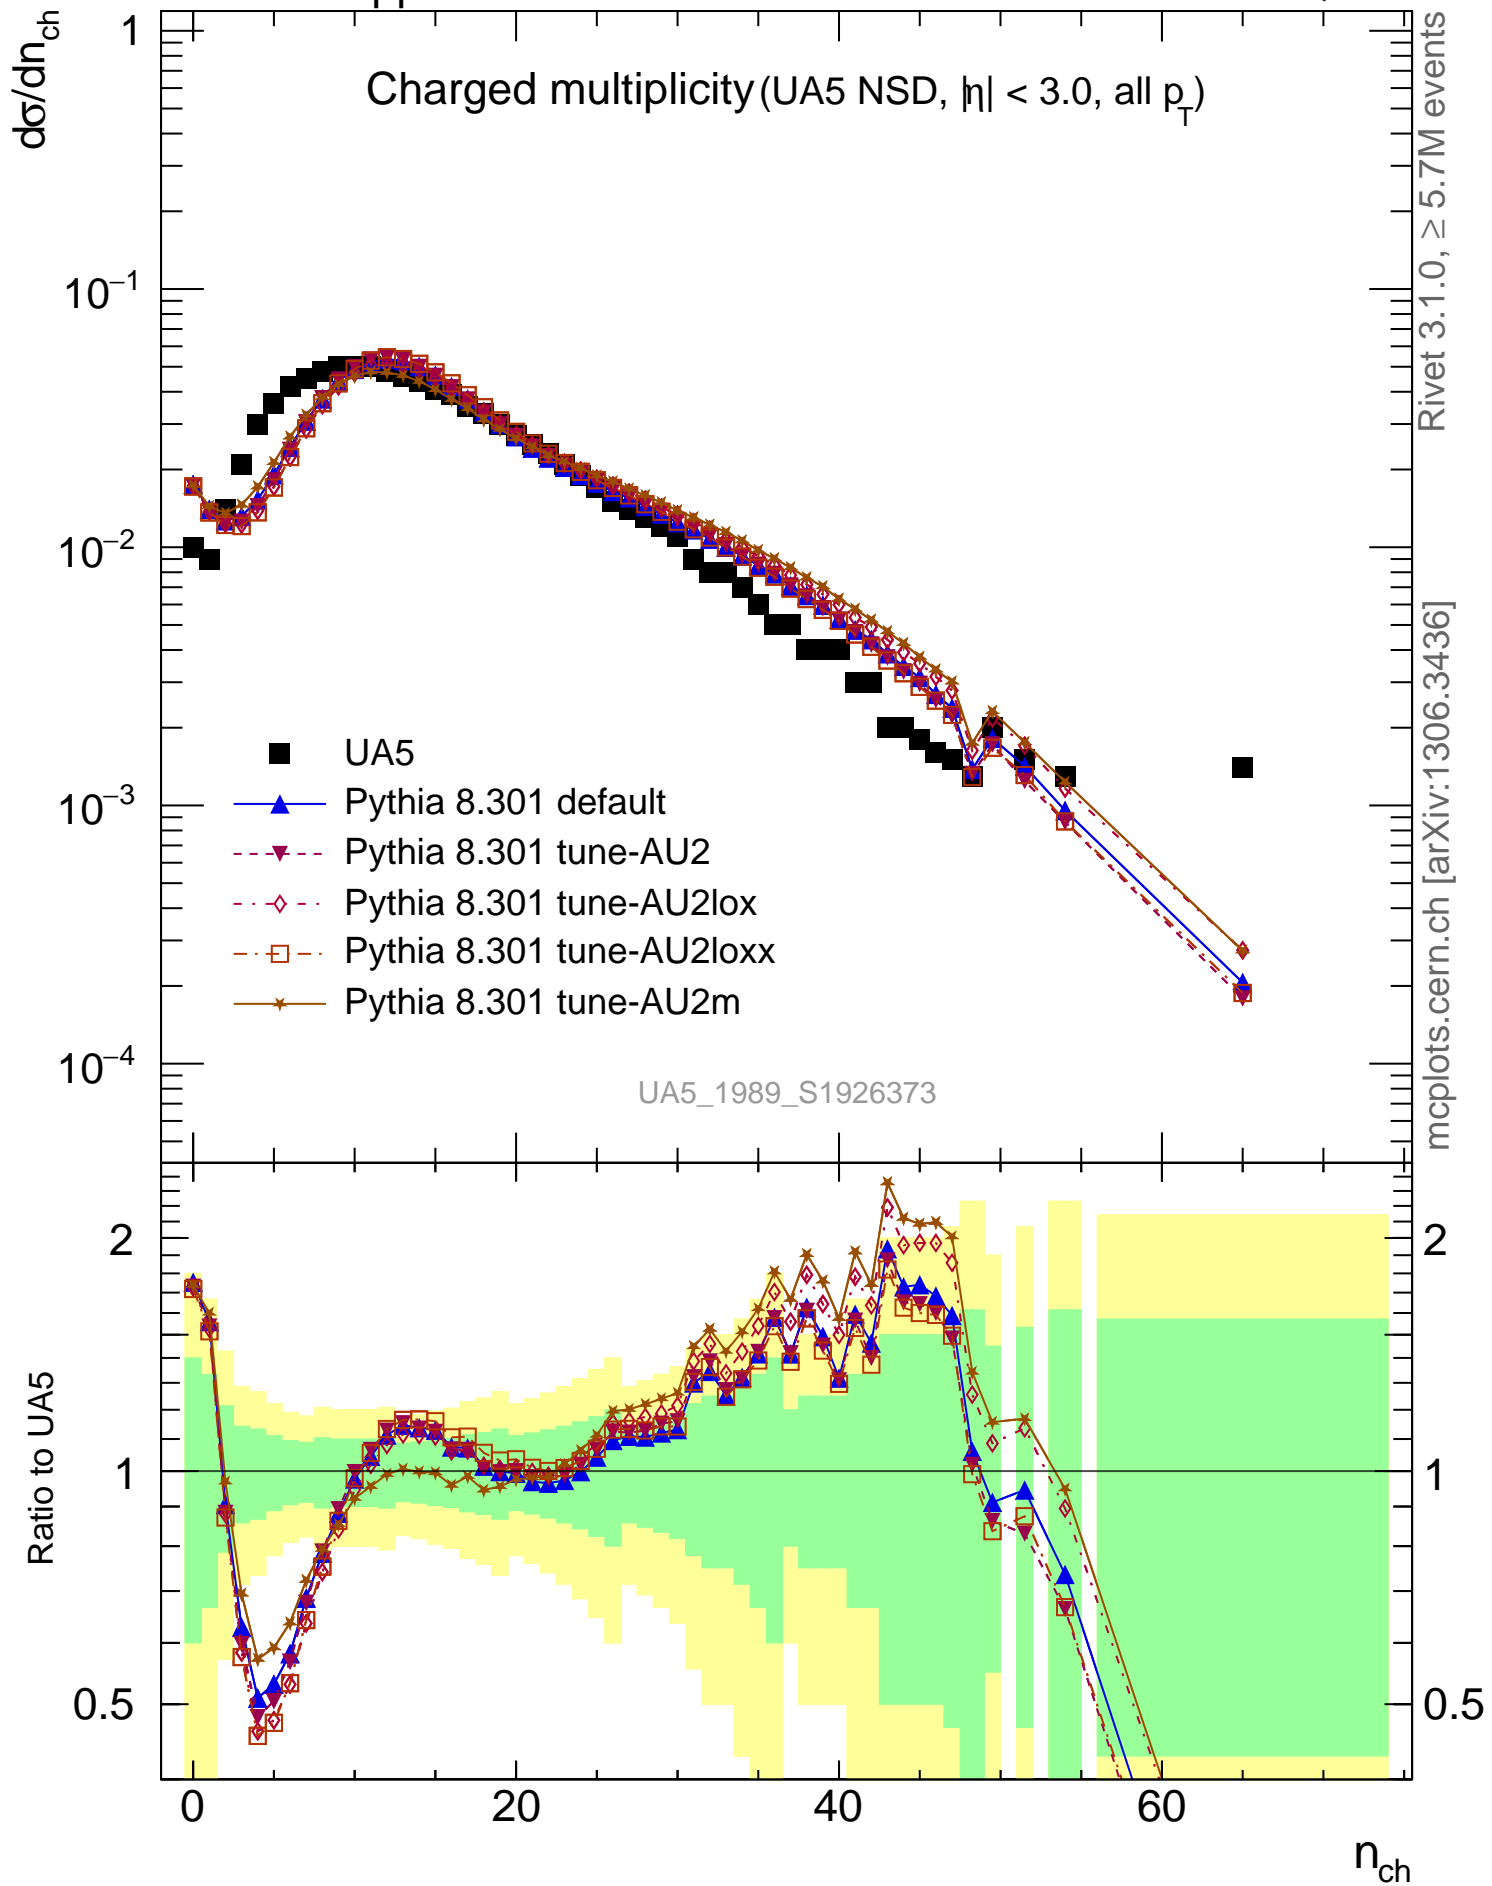 dσ/dn_ch
Charged multiplicity (UA5 NSD, |η| < 3.0, all p_T)
1
10⁻¹
10⁻²
10⁻³
10⁻⁴
UA5
Pythia 8.301 default
Pythia 8.301 tune-AU2
Pythia 8.301 tune-AU2lox
Pythia 8.301 tune-AU2loxx
Pythia 8.301 tune-AU2m
UA5_1989_S1926373
Rivet 3.1.0, ≥ 5.7M events
mcplots.cern.ch [arXiv:1306.3436]
Ratio to UA5
2
1
0.5
2
1
0.5
0
20
40
60
n_ch